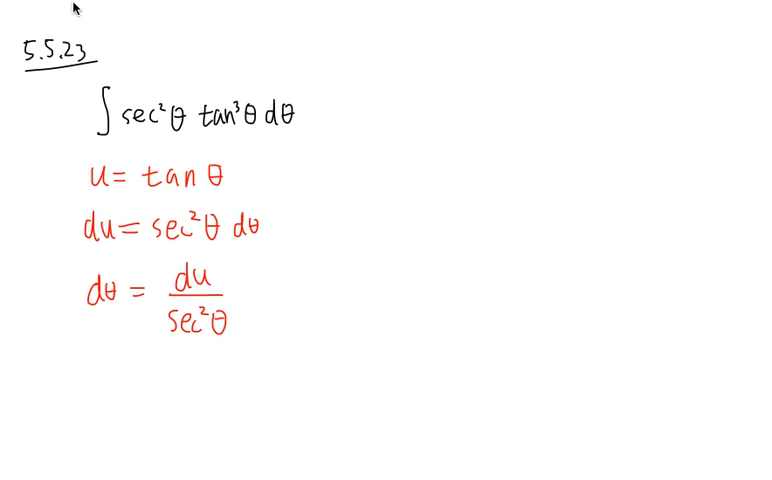 5.5.23
∫ sec²θ tan³θ dθ
u = tan θ
du = sec²θ dθ
dθ = du / sec²θ